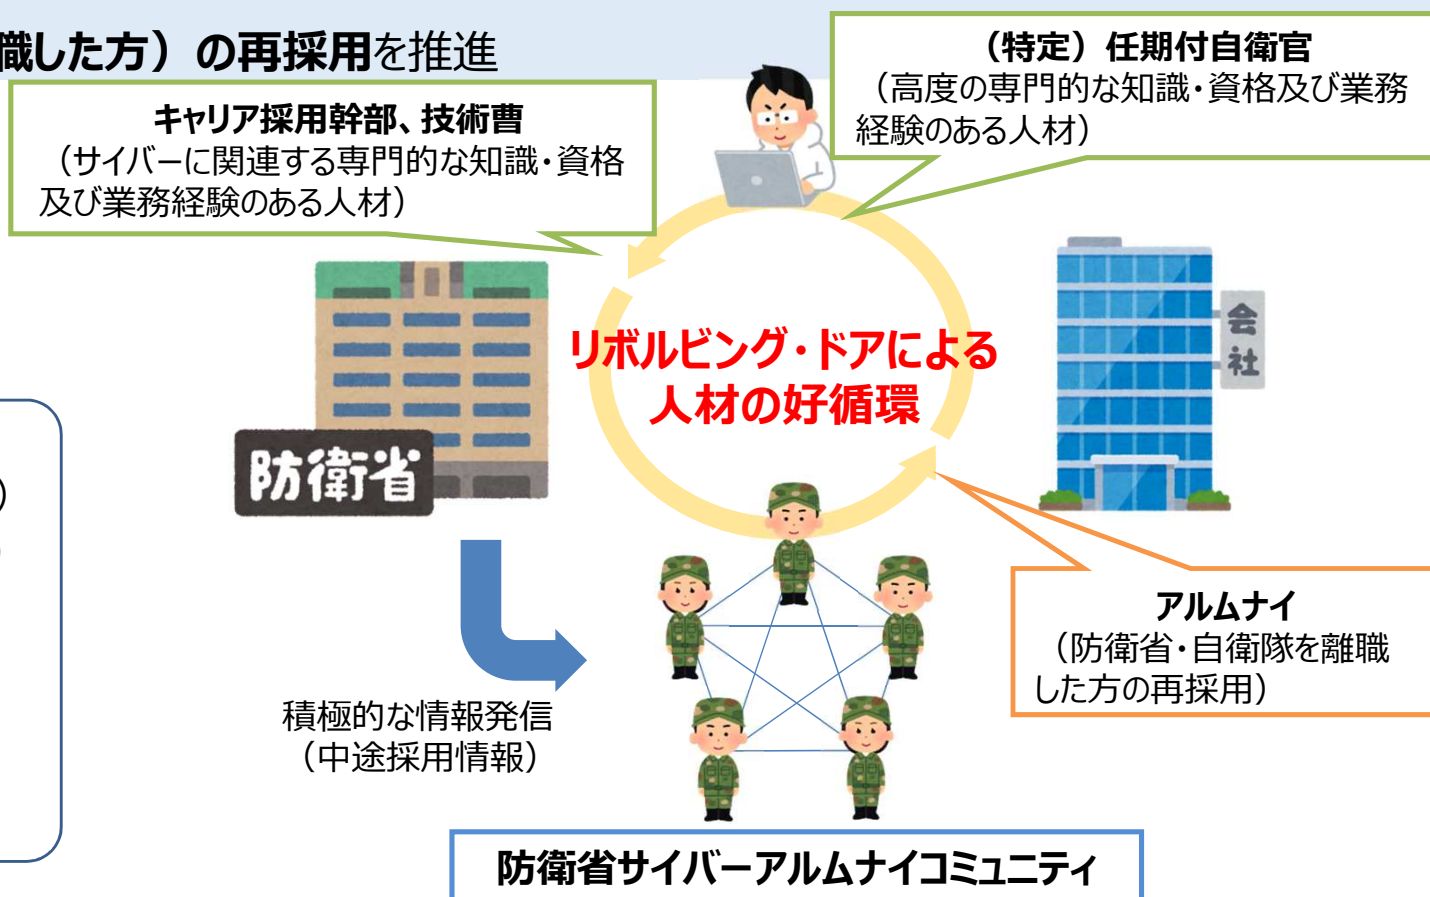 職した方）の再採用を推進
キャリア採用幹部、技術曹
（サイバーに関連する専門的な知識・資格
及び業務経験のある人材）
（特定）任期付自衛官
（高度の専門的な知識・資格及び業務
経験のある人材）
リボルビング・ドアによる
人材の好循環
防衛省
会社
）
）
積極的な情報発信
（中途採用情報）
アルムナイ
（防衛省・自衛隊を離職
した方の再採用）
防衛省サイバーアルムナイコミュニティ